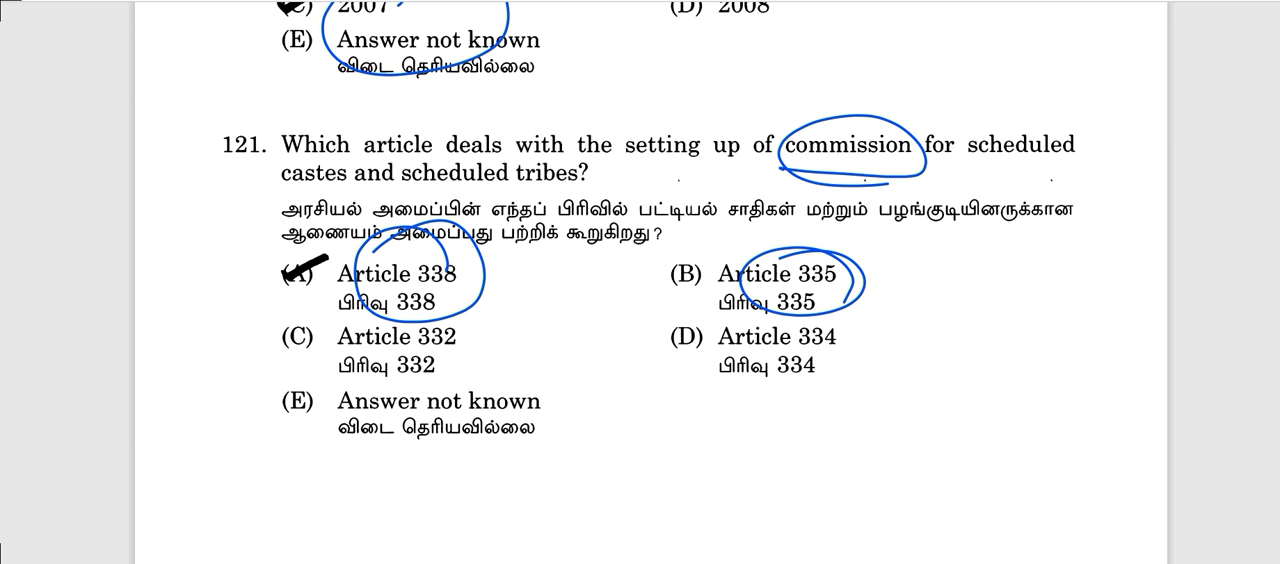 (C) 2007 (D) 2008
(E) Answer not known
விடை தெரியவில்லை
121. Which article deals with the setting up of commission for scheduled
castes and scheduled tribes?
அரசியல் அமைப்பின் எந்தப் பிரிவில் பட்டியல் சாதிகள் மற்றும் பழங்குடியினருக்கான
ஆணையம் அமைப்பது பற்றிக் கூறுகிறது?
(A) Article 338 (B) Article 335
பிரிவு 338 பிரிவு 335
(C) Article 332 (D) Article 334
பிரிவு 332 பிரிவு 334
(E) Answer not known
விடை தெரியவில்லை